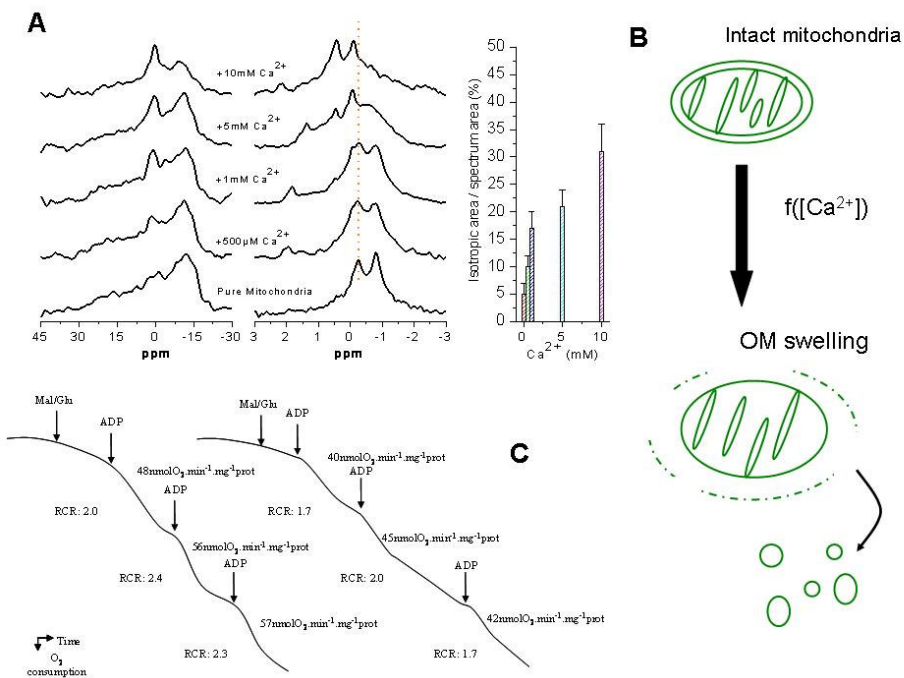 A
+10mM Ca2+
+5mM Ca2+
+1mM Ca2+
+500µM Ca2+
Pure Mitochondria
45 30 15 0 -15 -30
ppm
3 2 1 0 -1 -2 -3
ppm
Isotropic area / spectrum area (%)
50
45
40
35
30
25
20
15
10
5
0
0 5 10
Ca2+ (mM)
B
Intact mitochondria
f([Ca2+])
OM swelling
C
Mal/Glu
ADP
48nmolO2.min-1.mg-1prot
ADP
RCR: 2.0
56nmolO2.min-1.mg-1prot
ADP
RCR: 2.4
57nmolO2.min-1.mg-1prot
RCR: 2.3
Time
O2
consumption
Mal/Glu
ADP
40nmolO2.min-1.mg-1prot
ADP
RCR: 1.7
45nmolO2.min-1.mg-1prot
RCR: 2.0
ADP
42nmolO2.min-1.mg-1prot
RCR: 1.7